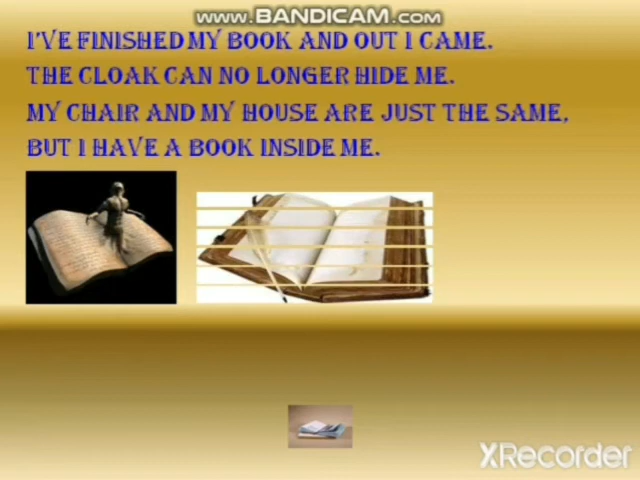 www.BANDICAM.com
I'VE FINISHED MY BOOK AND OUT I CAME.
THE CLOAK CAN NO LONGER HIDE ME.
MY CHAIR AND MY HOUSE ARE JUST THE SAME,
BUT I HAVE A BOOK INSIDE ME.
XRecorder